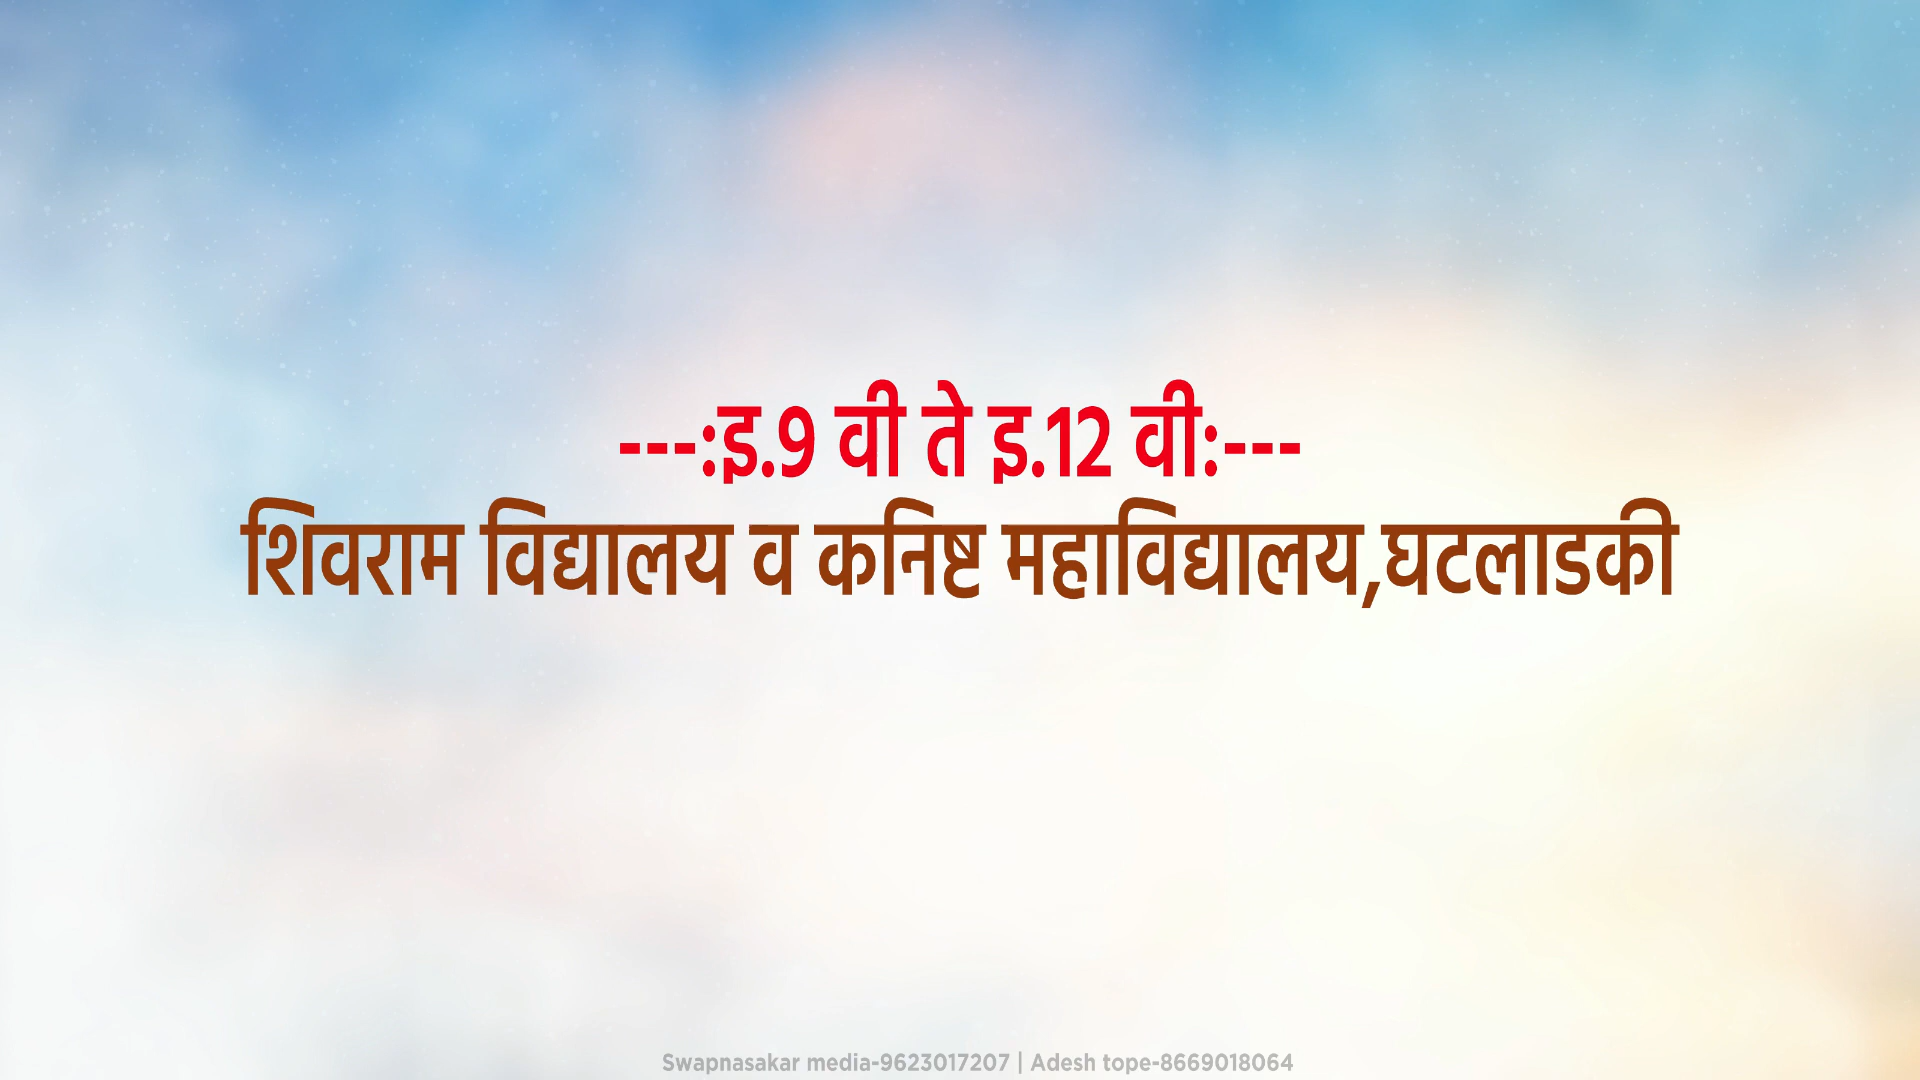 ---:इ.9 वी ते इ.12 वी:---
शिवराम विद्यालय व कनिष्ट महाविद्यालय,घटलाडकी
Swapnasakar media-9623017207 | Adesh tope-8669018064